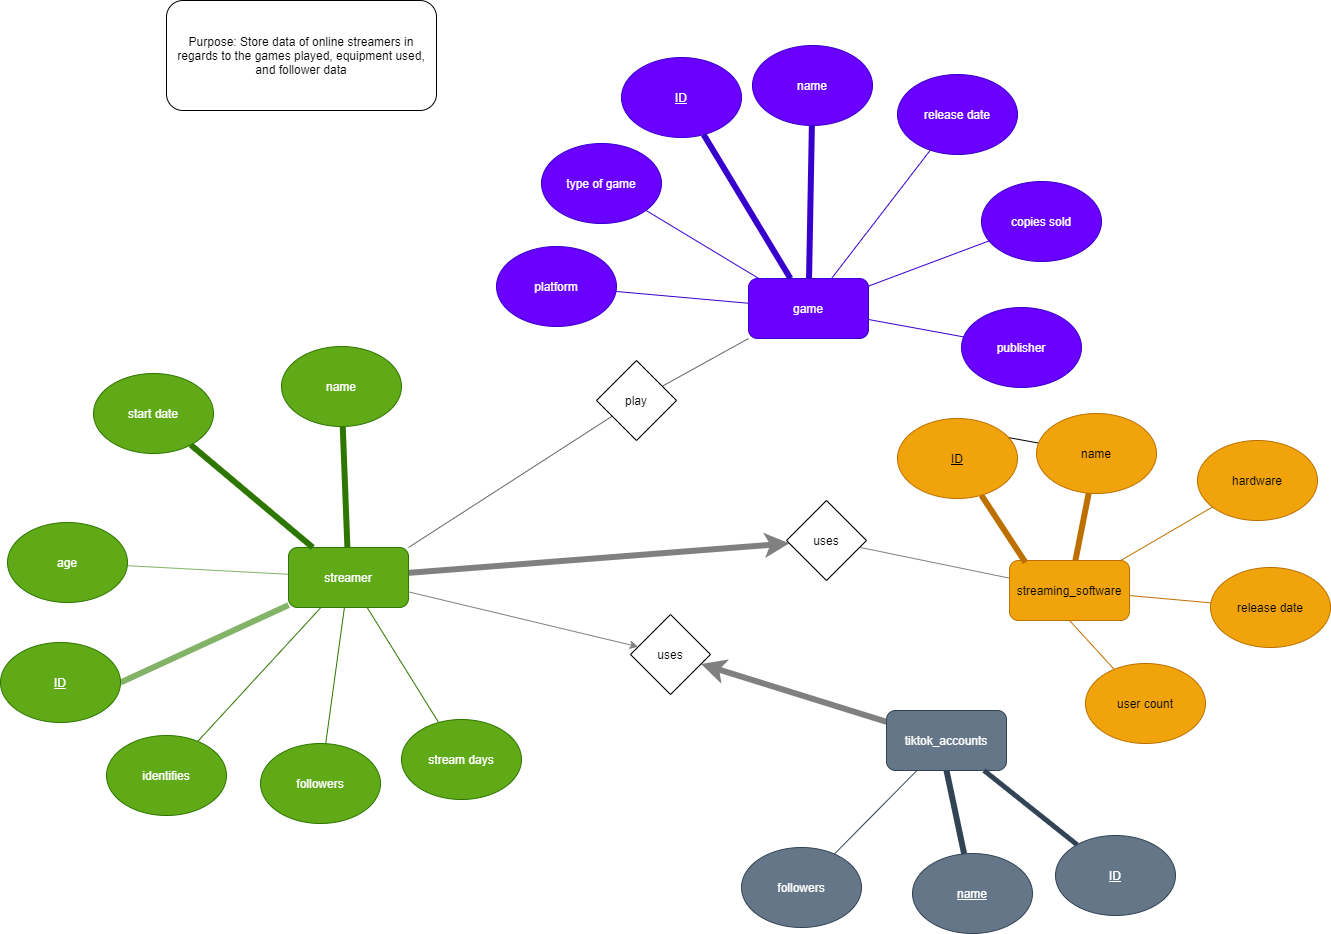 Purpose: Store data of online streamers in
regards to the games played, equipment used,
and follower data
ID
name
release date
type of game
copies sold
platform
game
publisher
name
start date
play
ID
name
hardware
age
streamer
uses
streaming_software
release date
ID
uses
user count
identifies
followers
stream days
tiktok_accounts
followers
name
ID